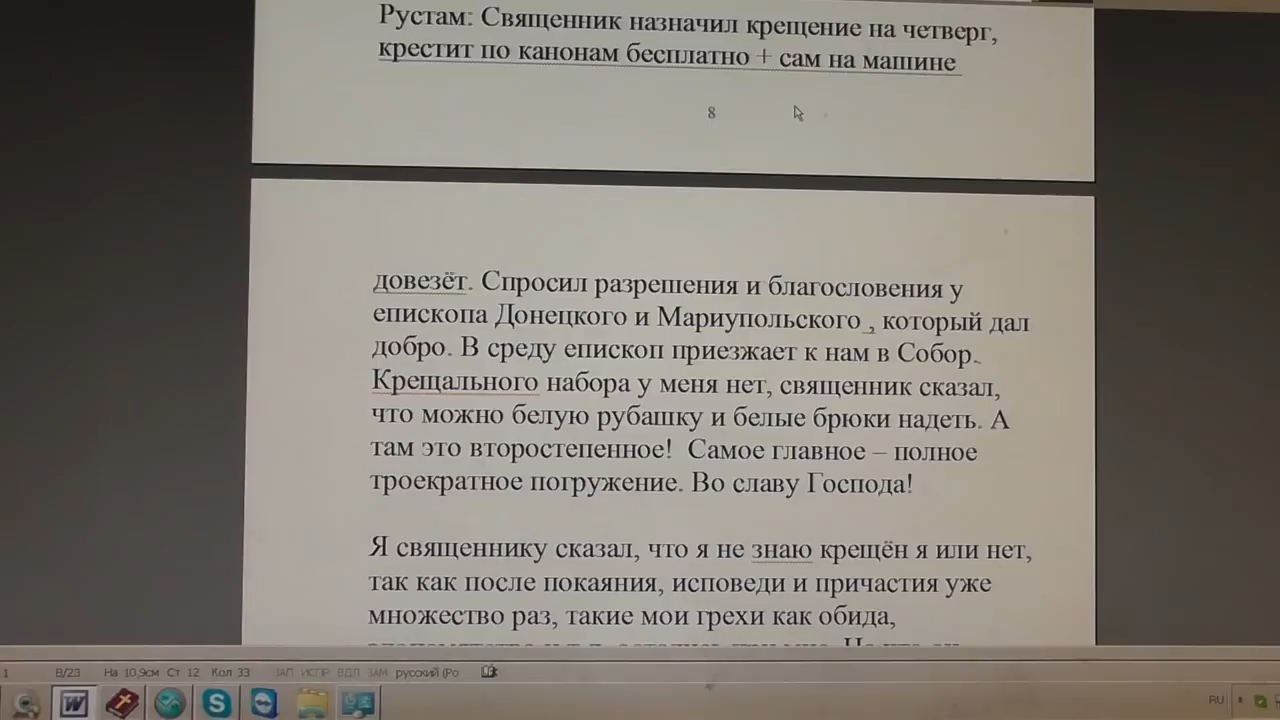 Рустам: Священник назначил крещение на четверг,
крестит по канонам бесплатно + сам на машине
8
довезёт. Спросил разрешения и благословения у
епископа Донецкого и Мариупольского , который дал
добро. В среду епископ приезжает к нам в Собор.
Крещального набора у меня нет, священник сказал,
что можно белую рубашку и белые брюки надеть. А
там это второстепенное! Самое главное – полное
троекратное погружение. Во славу Господа!
Я священнику сказал, что я не знаю крещён я или нет,
так как после покаяния, исповеди и причастия уже
множество раз, такие мои грехи как обида,
1 В/23 На 10,9см Ст 12 Кол 33 ЗАП ИСПР ВДЛ ЗАМ русский (Ро
RU